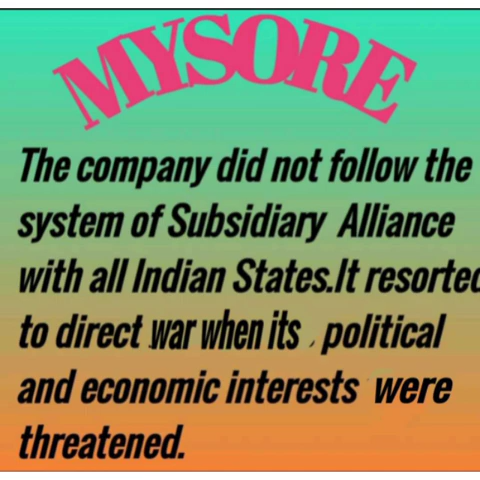 MYSORE
The company did not follow the
system of Subsidiary Alliance
with all Indian States.It resorted
to direct war when its , political
and economic interests were
threatened.